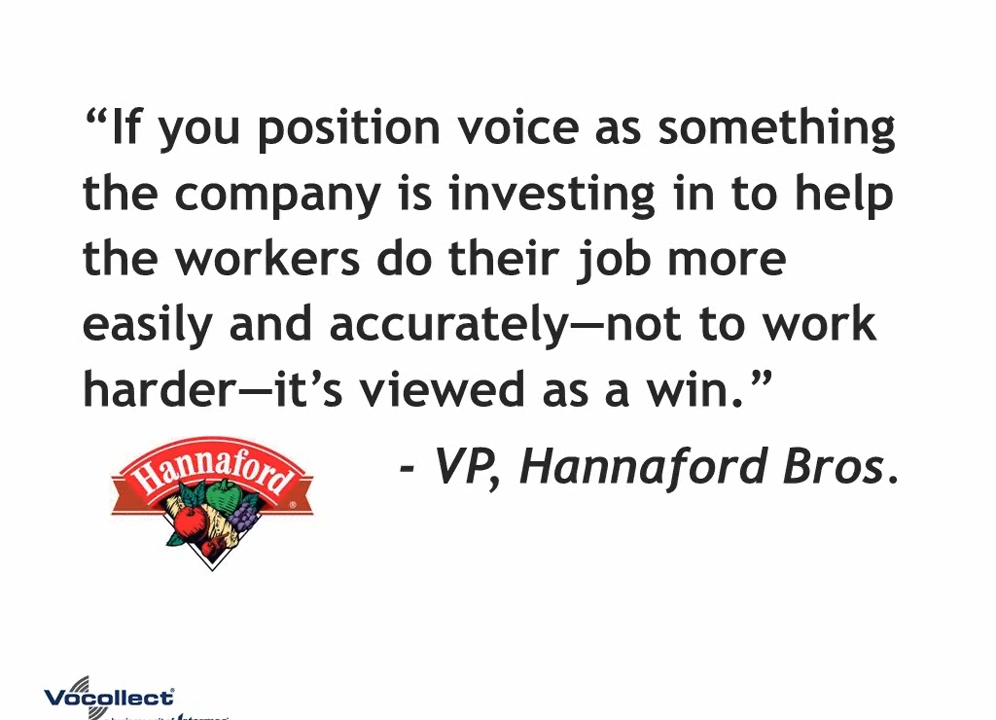 “If you position voice as something
the company is investing in to help
the workers do their job more
easily and accurately—not to work
harder—it’s viewed as a win.”
- VP, Hannaford Bros.
Hannaford®
Vocollect®